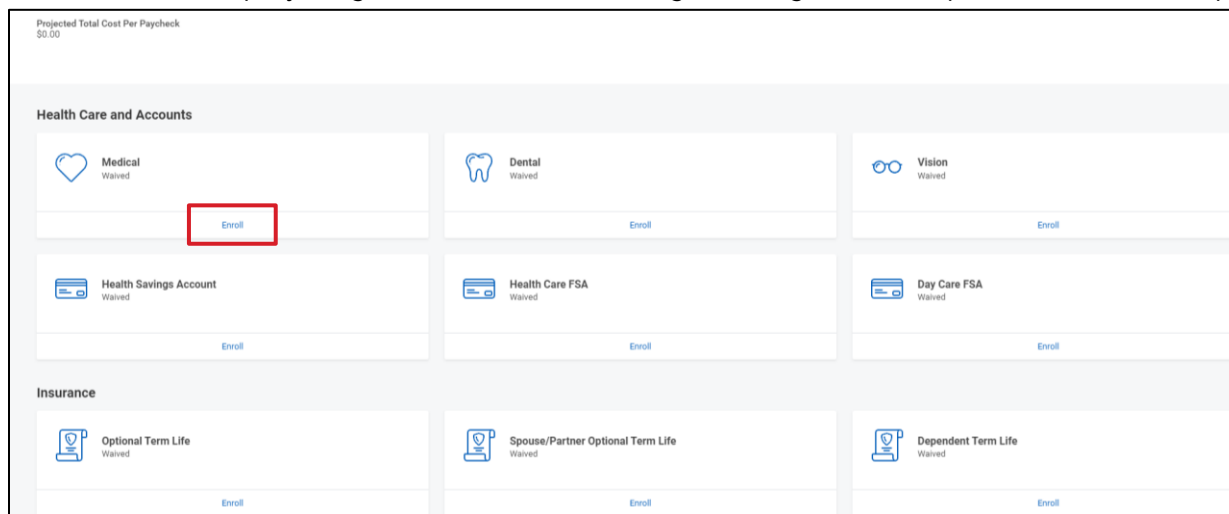 Projected Total Cost Per Paycheck
$0.00
Health Care and Accounts
Medical
Waived
Dental
Waived
Vision
Waived
Enroll
Enroll
Enroll
Health Savings Account
Waived
Health Care FSA
Waived
Day Care FSA
Waived
Enroll
Enroll
Enroll
Insurance
Optional Term Life
Waived
Spouse/Partner Optional Term Life
Waived
Dependent Term Life
Waived
Enroll
Enroll
Enroll